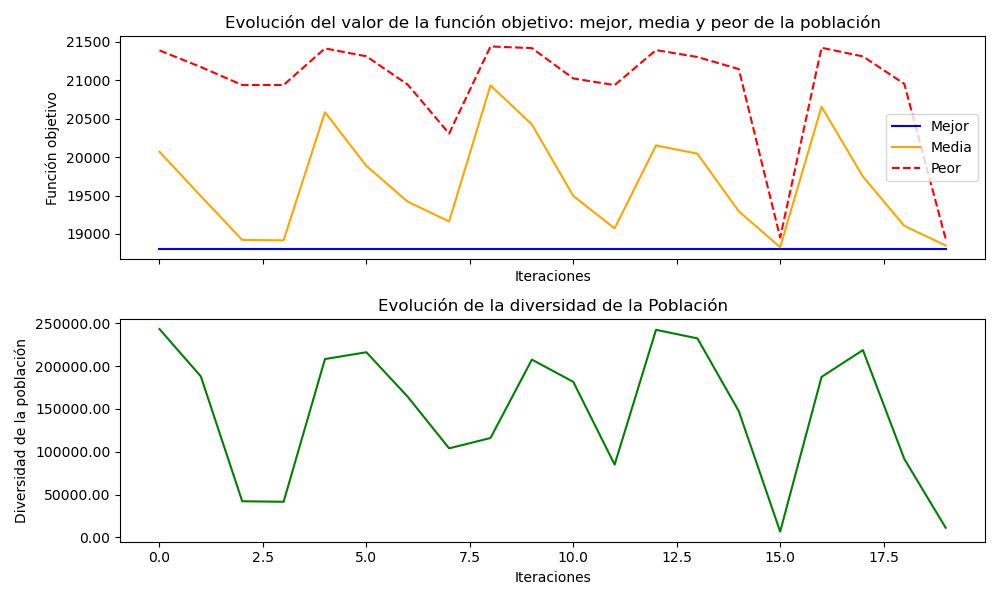 Evolución del valor de la función objetivo: mejor, media y peor de la población
21500
21000
20500
20000
19500
19000
Función objetivo
Mejor
Media
Peor
Iteraciones
Evolución de la diversidad de la Población
250000.00
200000.00
150000.00
100000.00
50000.00
0.00
Diversidad de la población
0.0 2.5 5.0 7.5 10.0 12.5 15.0 17.5
Iteraciones